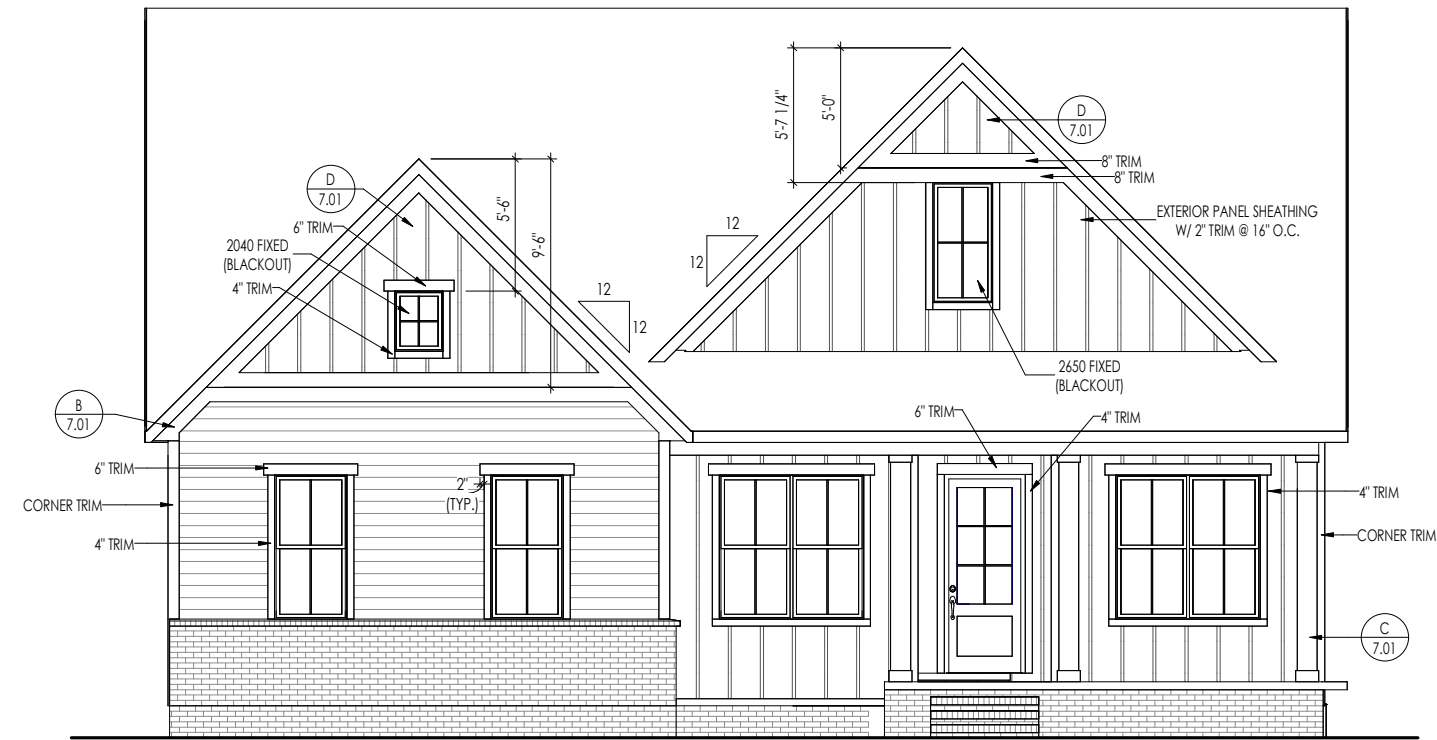 5'-7 1/4"
5'-0"
D
7.01
8" TRIM
8" TRIM
EXTERIOR PANEL SHEATHING
W/ 2" TRIM @ 16" O.C.
12
12
2650 FIXED
(BLACKOUT)
D
7.01
6" TRIM
2040 FIXED
(BLACKOUT)
4" TRIM
5'-6"
9'-6"
12
12
B
7.01
6" TRIM
CORNER TRIM
4" TRIM
2"
(TYP.)
6" TRIM
4" TRIM
4" TRIM
CORNER TRIM
C
7.01